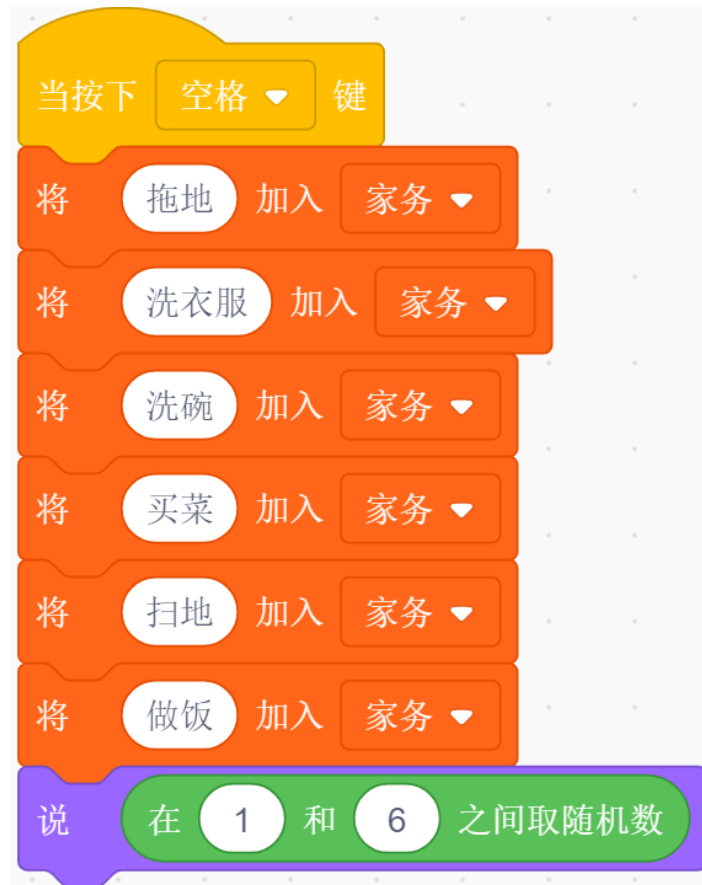 当按下 空格 键
将 拖地 加入 家务
将 洗衣服 加入 家务
将 洗碗 加入 家务
将 买菜 加入 家务
将 扫地 加入 家务
将 做饭 加入 家务
说 在 1 和 6 之间取随机数